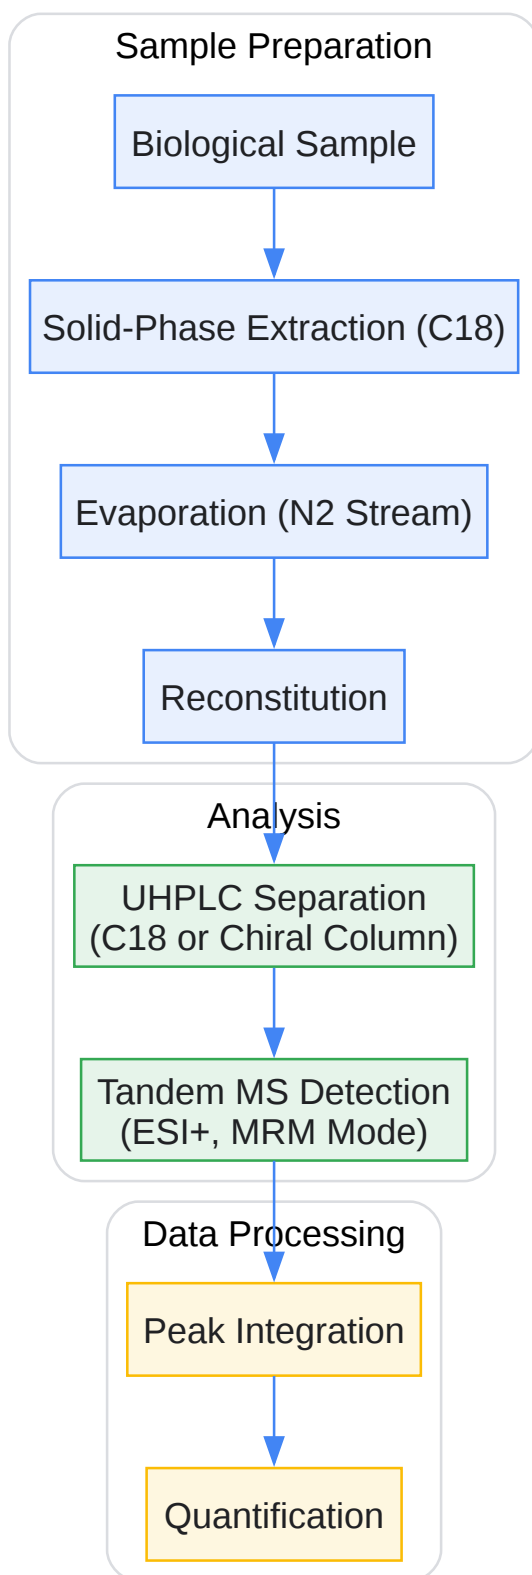 Sample Preparation
Biological Sample
Solid-Phase Extraction (C18)
Evaporation (N2 Stream)
Reconstitution
Analysis
UHPLC Separation
(C18 or Chiral Column)
Tandem MS Detection
(ESI+, MRM Mode)
Data Processing
Peak Integration
Quantification